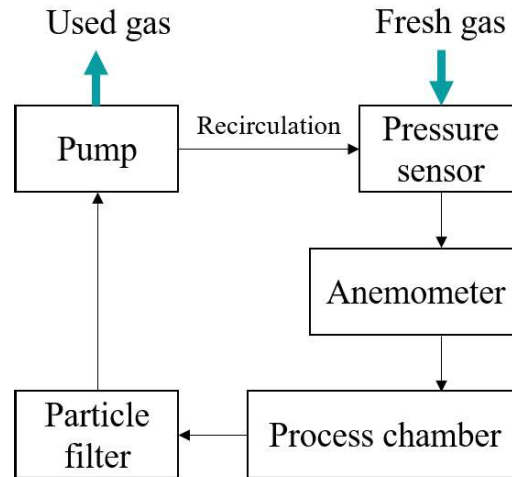 Used gas
Fresh gas
Pump
Recirculation
Pressure
sensor
Anemometer
Particle
filter
Process chamber